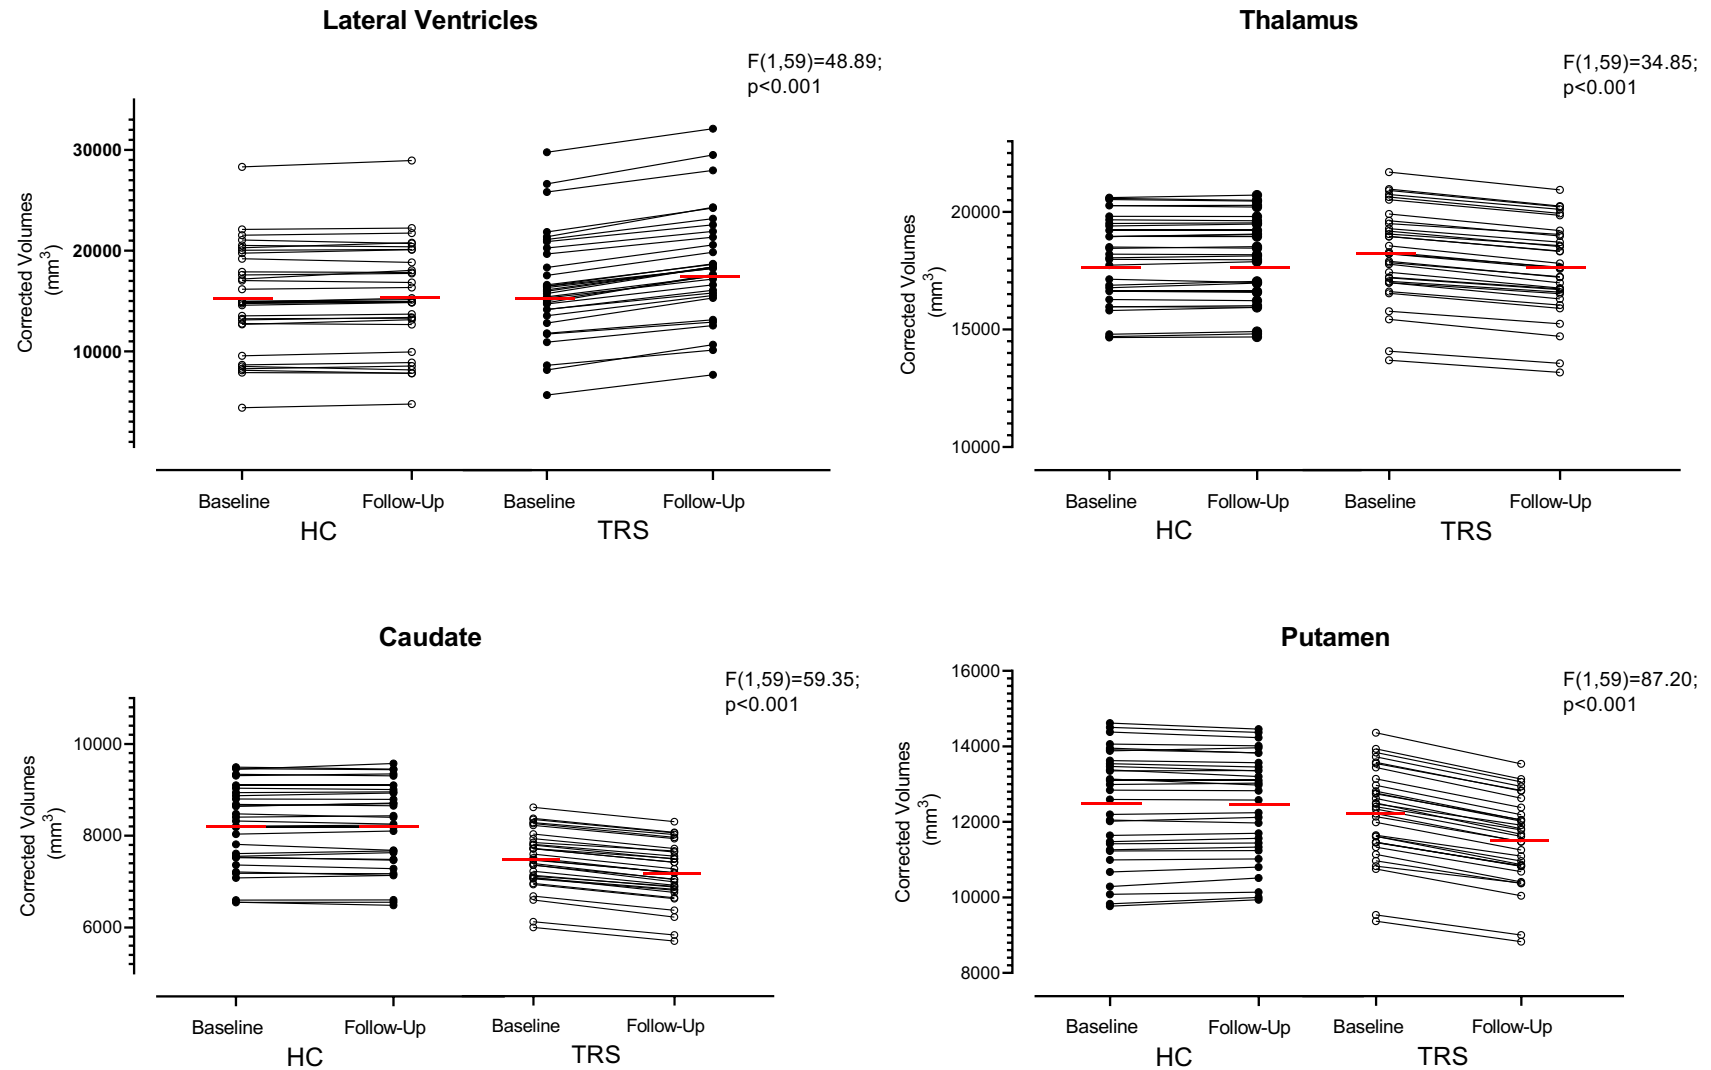 Lateral Ventricles
F(1,59)=48.89;
p<0.001
Corrected Volumes
(mm³)
30000
20000
10000
Baseline
Follow-Up
Baseline
Follow-Up
HC
TRS
Thalamus
F(1,59)=34.85;
p<0.001
Corrected Volumes
(mm³)
20000
15000
10000
Baseline
Follow-Up
Baseline
Follow-Up
HC
TRS
Caudate
F(1,59)=59.35;
p<0.001
Corrected Volumes
(mm³)
10000
8000
6000
Baseline
Follow-Up
Baseline
Follow-Up
HC
TRS
Putamen
F(1,59)=87.20;
p<0.001
Corrected Volumes
(mm³)
16000
14000
12000
10000
8000
Baseline
Follow-Up
Baseline
Follow-Up
HC
TRS